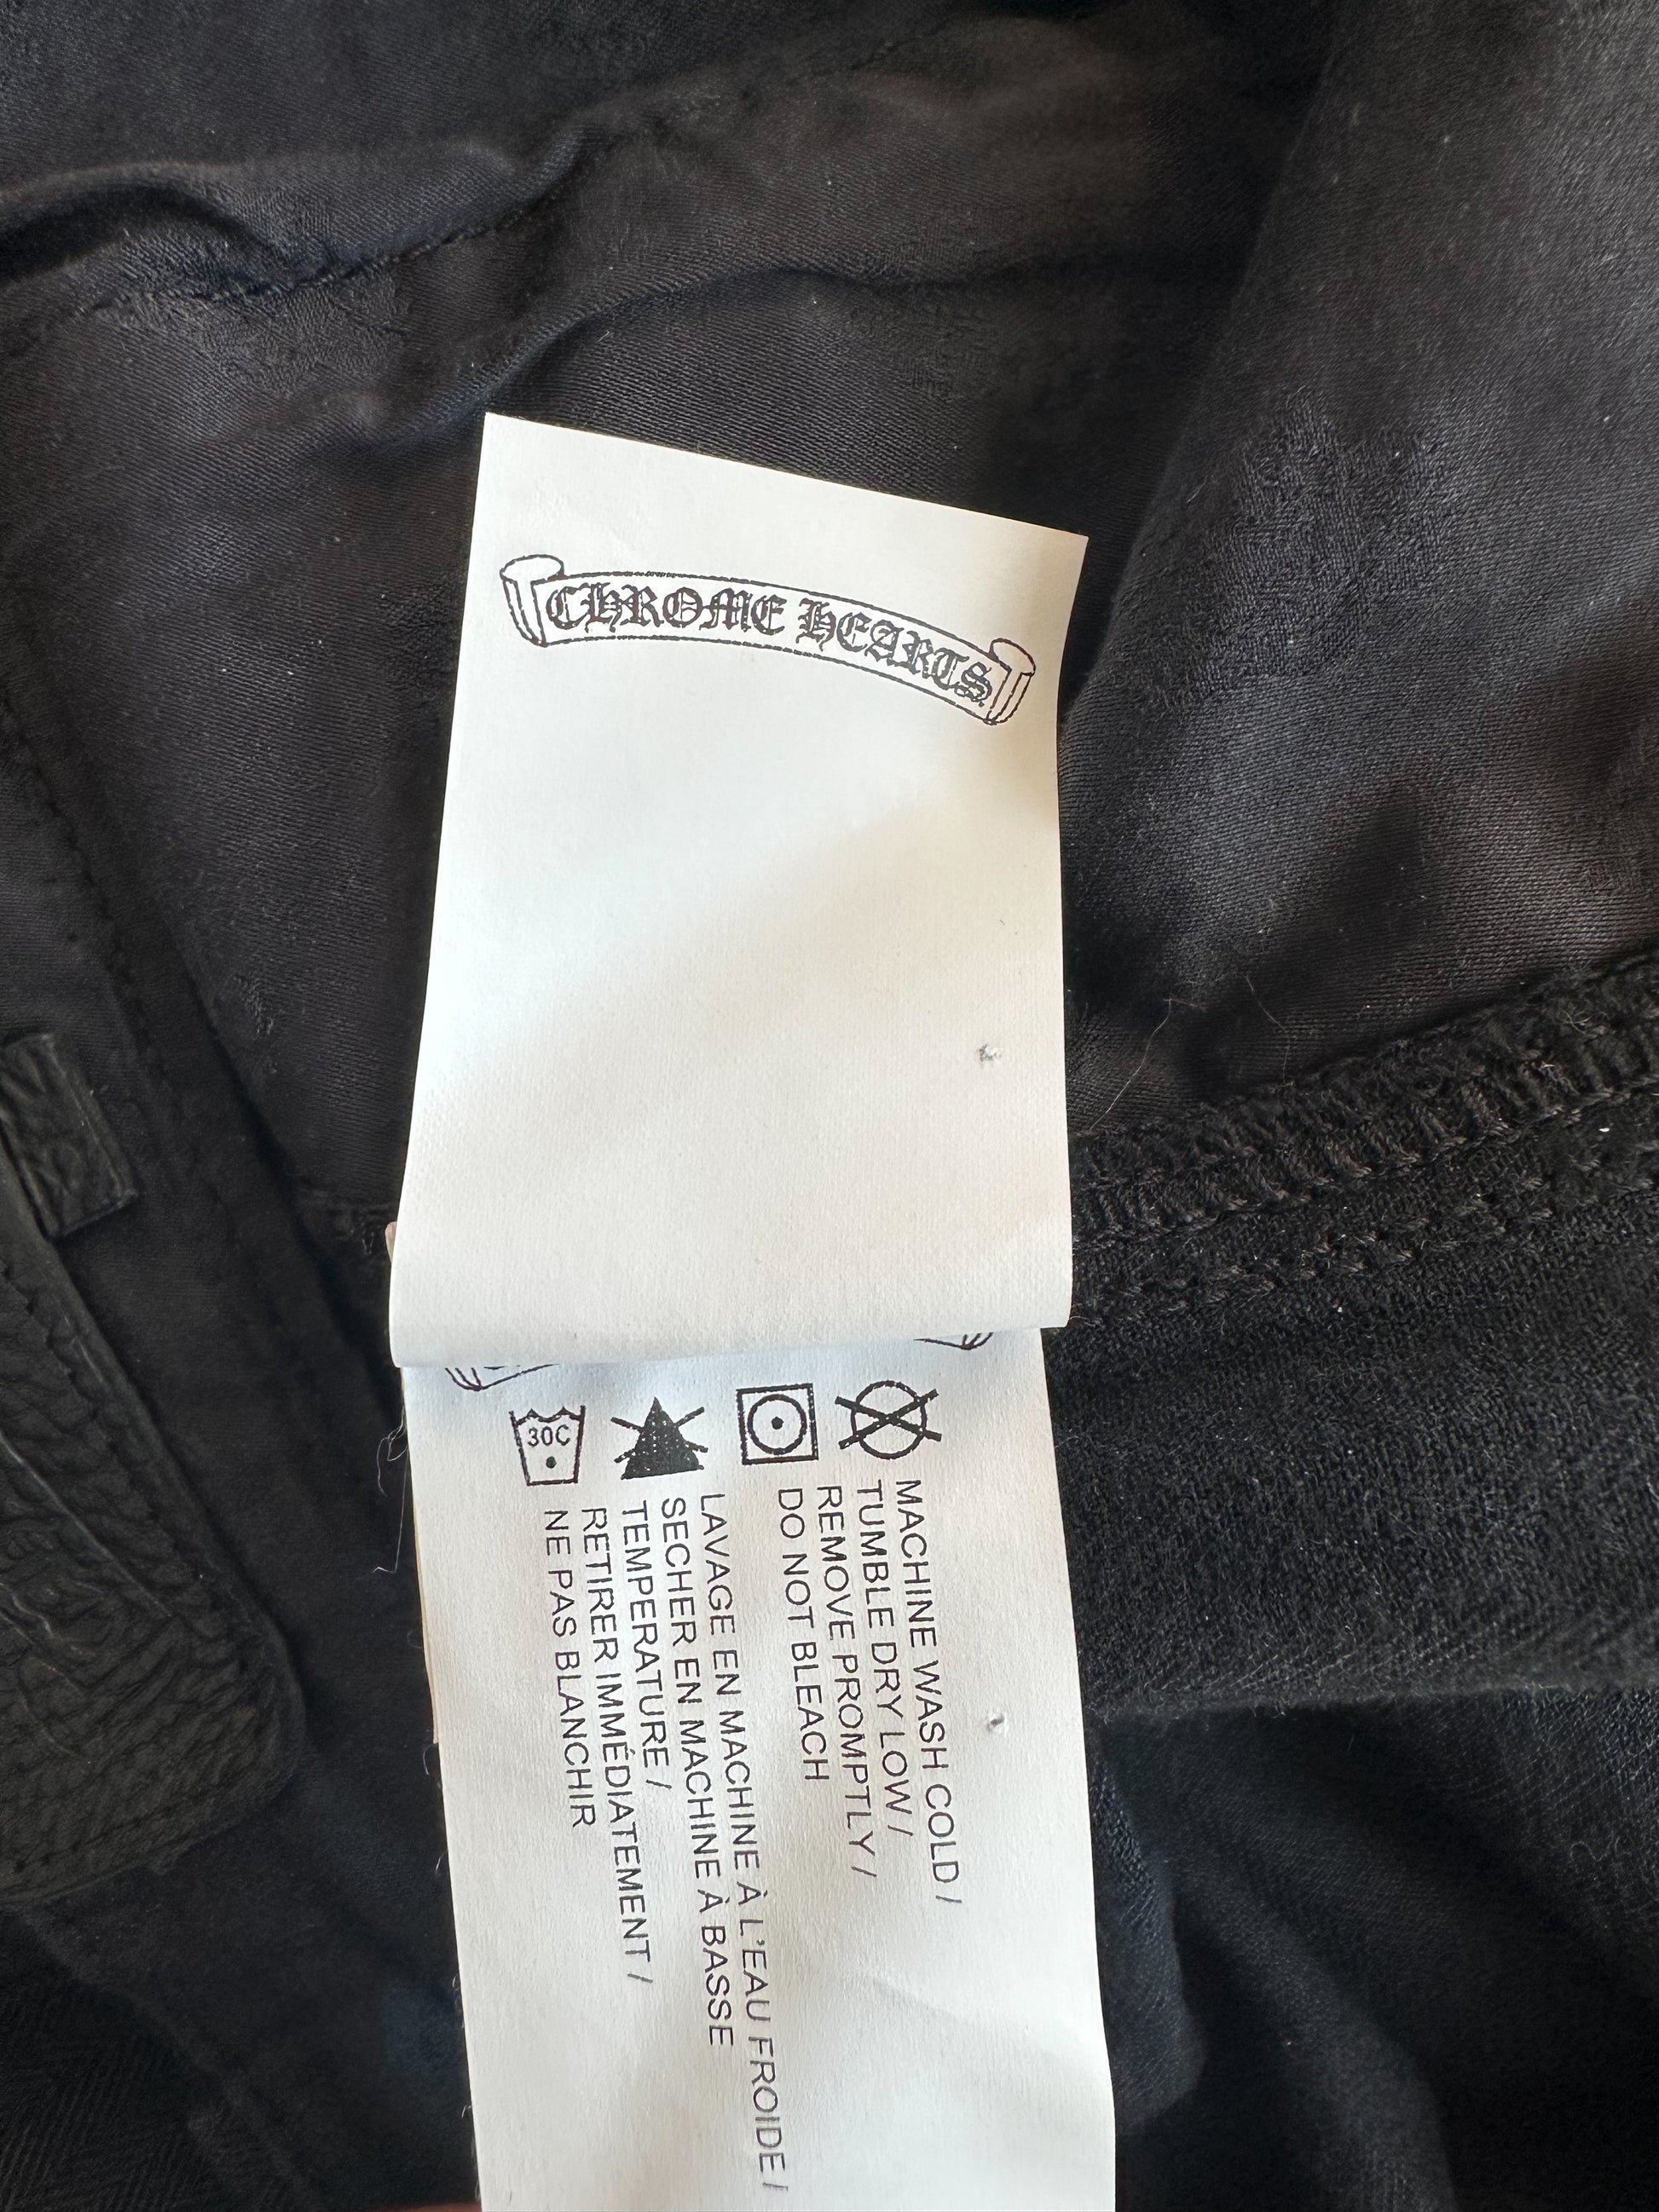 CHROME HEARTS
30C
MACHINE WASH COLD /
TUMBLE DRY LOW /
REMOVE PROMPTLY /
DO NOT BLEACH
LAVAGE EN MACHINE À L'EAU FROIDE /
SECHER EN MACHINE À BASSE
TEMPERATURE /
RETIRER IMMÉDIATEMENT /
NE PAS BLANCHIR